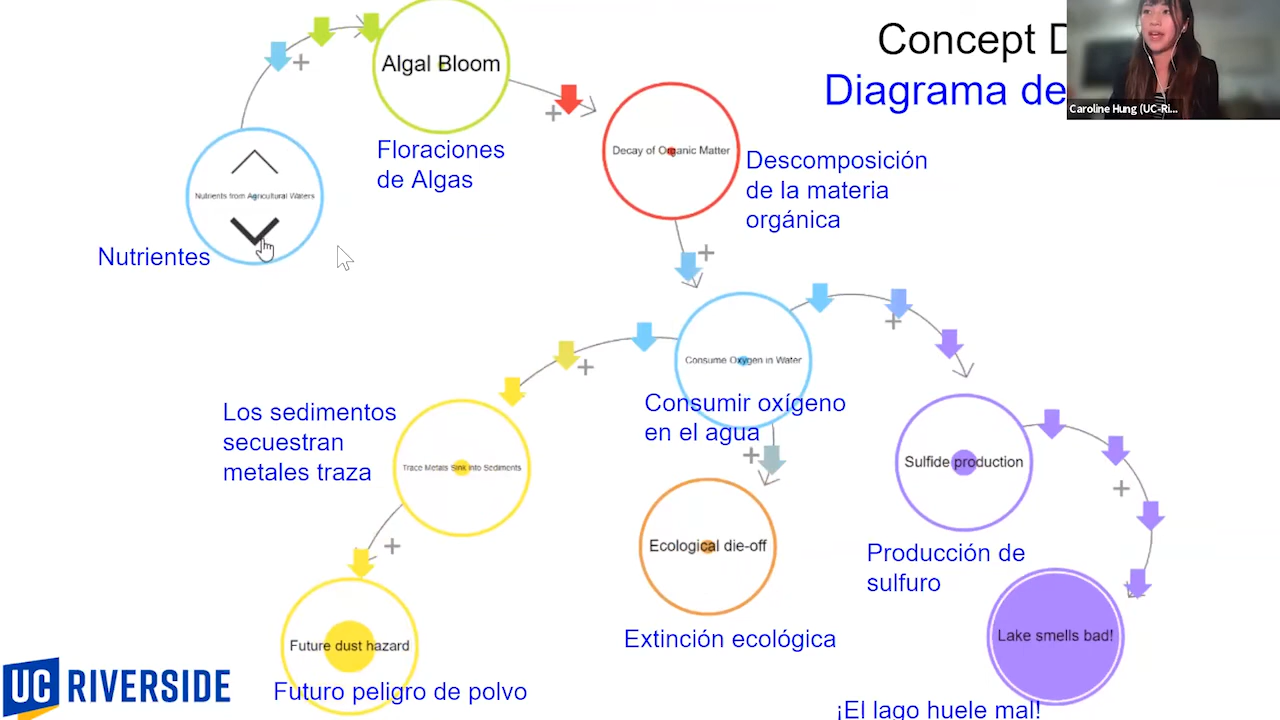 Concept D
Diagrama de
Caroline Hung (UC-Ri...
Algal Bloom
Floraciones
de Algas
Decay of Organic Matter
Descomposición
de la materia
orgánica
Nutrients from Agricultural Waters
Nutrientes
Consume Oxygen in Water
Consumir oxígeno
en el agua
Los sedimentos
secuestran
metales traza
Trace Metals Sink into Sediments
Sulfide production
Producción de
sulfuro
Ecological die-off
Extinción ecológica
Future dust hazard
Futuro peligro de polvo
Lake smells bad!
¡El lago huele mal!
UC RIVERSIDE